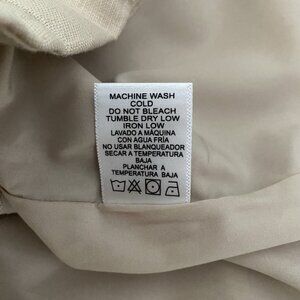 MACHINE WASH
COLD
DO NOT BLEACH
TUMBLE DRY LOW
IRON LOW
LAVADO A MÁQUINA
CON AGUA FRÍA
NO USAR BLANQUEADOR
SECAR A TEMPERATURA
BAJA
PLANCHAR A
TEMPERATURA BAJA